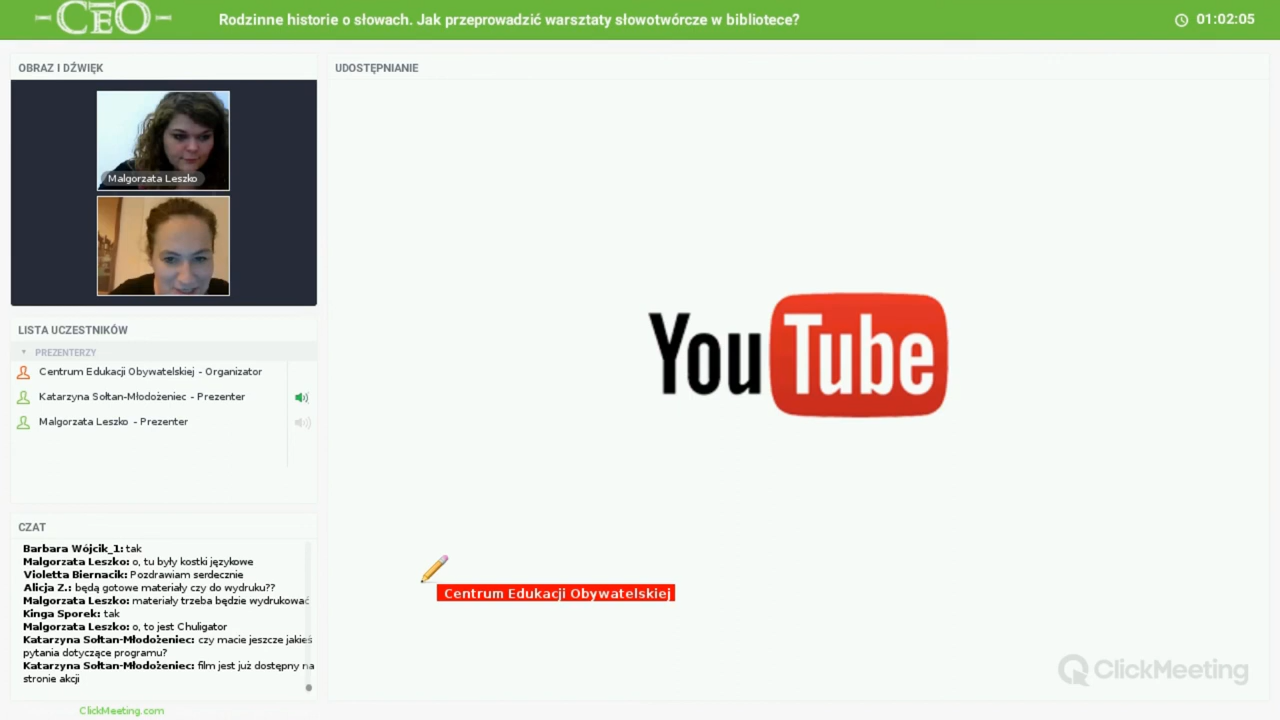 CEO
Rodzinne historie o słowach. Jak przeprowadzić warsztaty słowotwórcze w bibliotece?
01:02:05
OBRAZ I DŹWIĘK
Malgorzata Leszko
LISTA UCZESTNIKÓW
PREZENTERZY
Centrum Edukacji Obywatelskiej - Organizator
Katarzyna Sołtan-Młodożeniec - Prezenter
Malgorzata Leszko - Prezenter
CZAT
Barbara Wójcik_1: tak
Malgorzata Leszko: o, tu były kostki językowe
Violetta Biernacik: Pozdrawiam serdecznie
Alicja Z.: będą gotowe materiały czy do wydruku??
Malgorzata Leszko: materiały trzeba będzie wydrukować
Kinga Sporek: tak
Malgorzata Leszko: o, to jest Chuligator
Katarzyna Sołtan-Młodożeniec: czy macie jeszcze jakieś
pytania dotyczące programu?
Katarzyna Sołtan-Młodożeniec: film jest już dostępny na
stronie akcji
ClickMeeting.com
UDOSTĘPNIANIE
YouTube
Centrum Edukacji Obywatelskiej
ClickMeeting